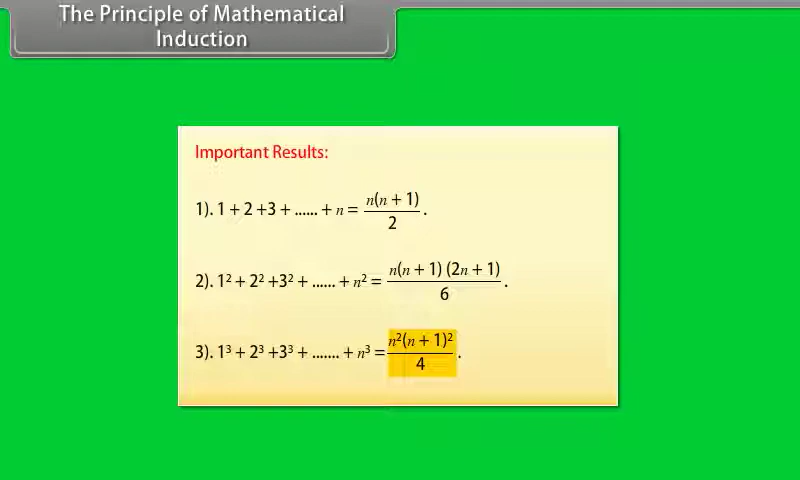 The Principle of Mathematical
Induction
Important Results:
1). 1 + 2 +3 + ...... + n = n(n + 1) / 2 .
2). 1² + 2² +3² + ...... + n² = n(n + 1) (2n + 1) / 6 .
3). 1³ + 2³ +3³ + ....... + n³ = n²(n + 1)² / 4 .